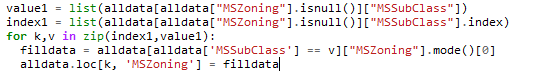 value1 = list(alldata[alldata["MSZoning"].isnull()]["MSSubClass"])
index1 = list(alldata[alldata["MSZoning"].isnull()]["MSSubClass"].index)
for k,v in zip(index1,value1):
    filldata = alldata[alldata['MSSubClass'] == v]["MSZoning"].mode()[0]
    alldata.loc[k, 'MSZoning'] = filldata